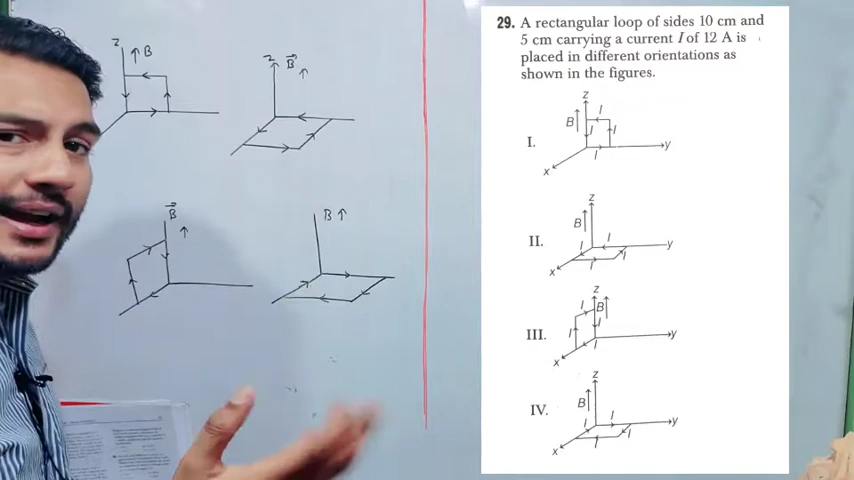 z ↑ B
z B⃗ ↑
B⃗ ↑
B ↑
29. A rectangular loop of sides 10 cm and
5 cm carrying a current I of 12 A is
placed in different orientations as
shown in the figures.
z
I
B I I
I.
I
y
x
z
B
II.
I I
y
I I
x
z
I B
III.
I I
I
y
x
z
B
IV.
I
y
I I
I
x